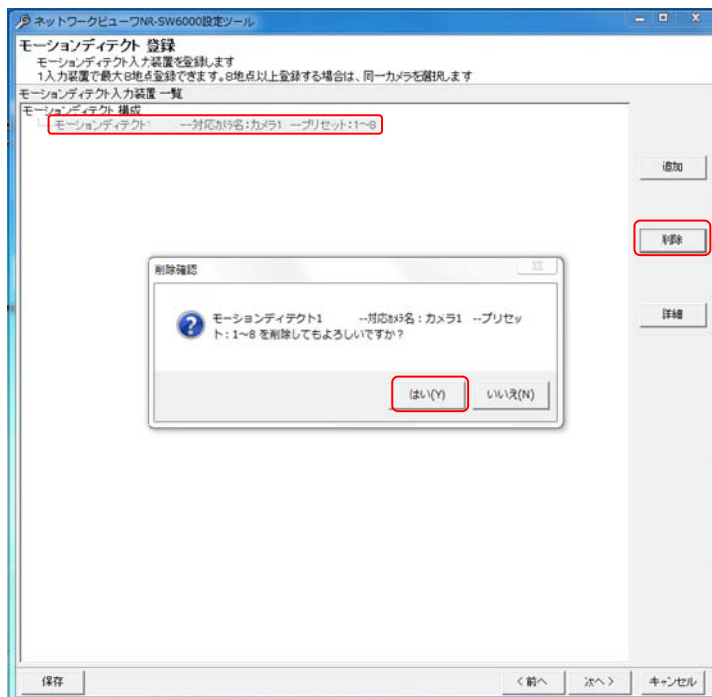 ネットワークビューワNR-SW6000設定ツール
モーションディテクト 登録
モーションディテクト入力装置を登録します
1入力装置で最大8地点登録できます。8地点以上登録する場合は、同一カメラを選択します
モーションディテクト入力装置 一覧
モーションディテクト 構成
モーションディテクト1 --対応ｶﾒﾗ名:カメラ1 --プリセット:1～8
追加
削除
詳細
削除確認
モーションディテクト1 --対応ｶﾒﾗ名:カメラ1 --プリセッ
ト:1～8 を削除してもよろしいですか?
はい(Y)
いいえ(N)
保存
< 前へ
次へ >
キャンセル